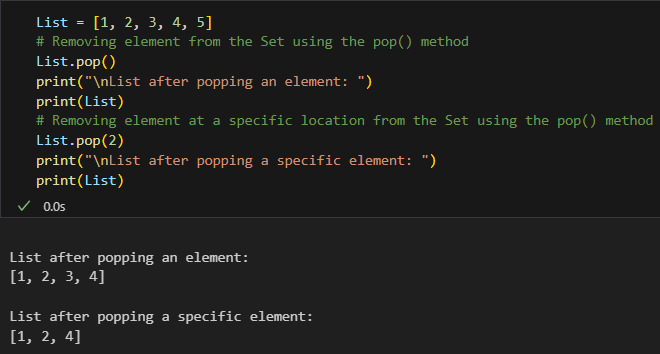 List = [1, 2, 3, 4, 5]
# Removing element from the Set using the pop() method
List.pop()
print("\nList after popping an element: ")
print(List)
# Removing element at a specific location from the Set using the pop() method
List.pop(2)
print("\nList after popping a specific element: ")
print(List)
0.0s
List after popping an element:
[1, 2, 3, 4]
List after popping a specific element:
[1, 2, 4]